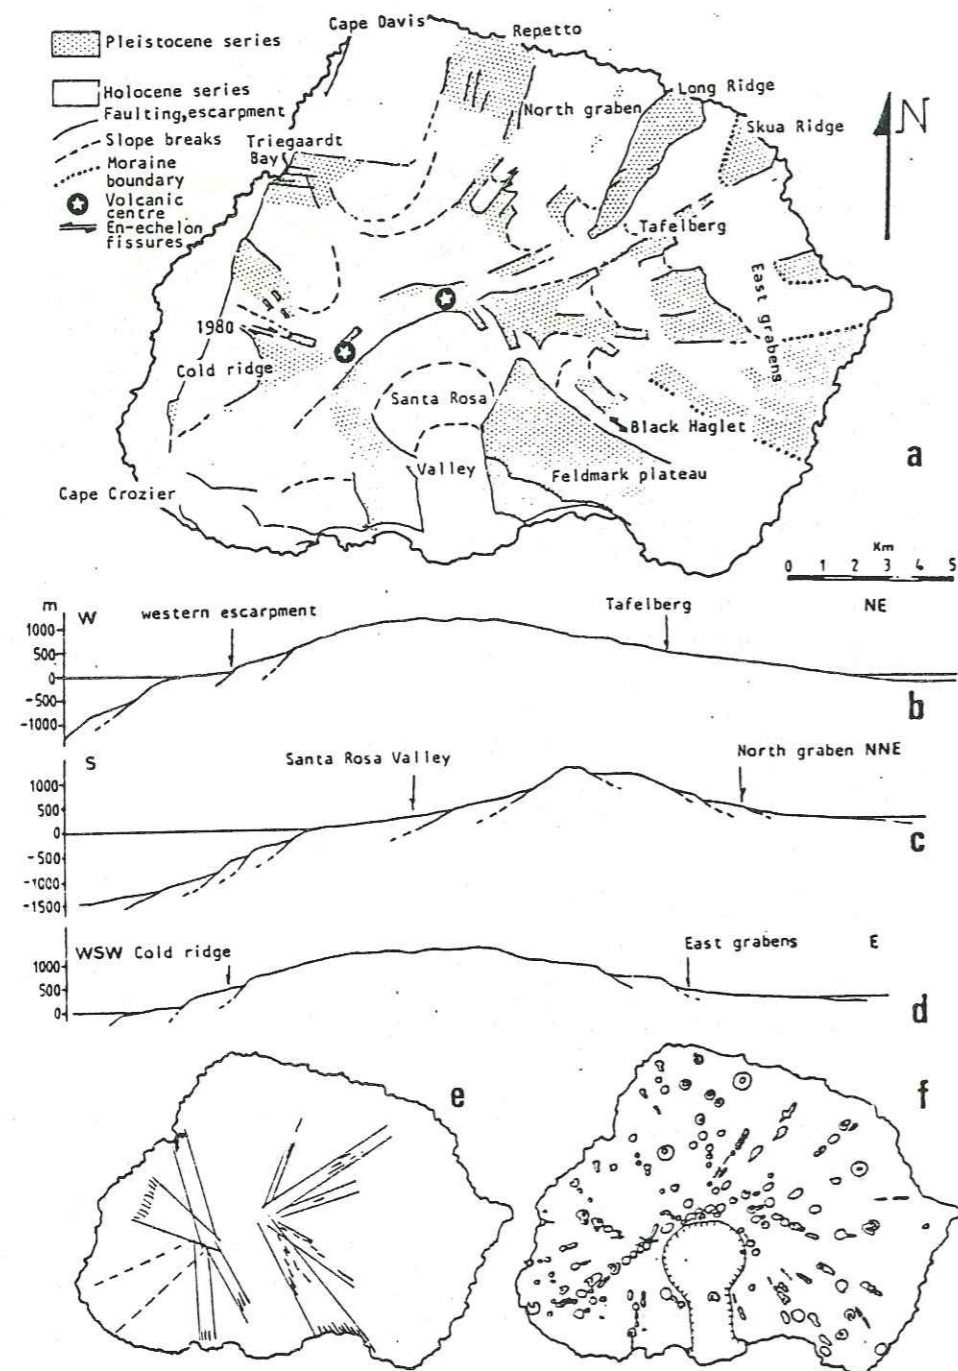 Cape Davis
Repetto
Pleistocene series
Holocene series
Faulting, escarpment
Slope breaks
Moraine
boundary
Volcanic
centre
En-echelon
fissures
Triegaardt
Bay
North graben
Long Ridge
Skua Ridge
N
Tafelberg
East grabens
1980
Cold ridge
Santa Rosa
Valley
Black Haglet
Feldmark plateau
Cape Crozier
a
Km
0 1 2 3 4 5
m
W
western escarpment
Tafelberg
NE
1000
500
0
-500
-1000
b
S
Santa Rosa Valley
North graben NNE
1000
500
0
-500
-1000
-1500
c
WSW Cold ridge
East grabens
E
1000
500
0
d
e
f